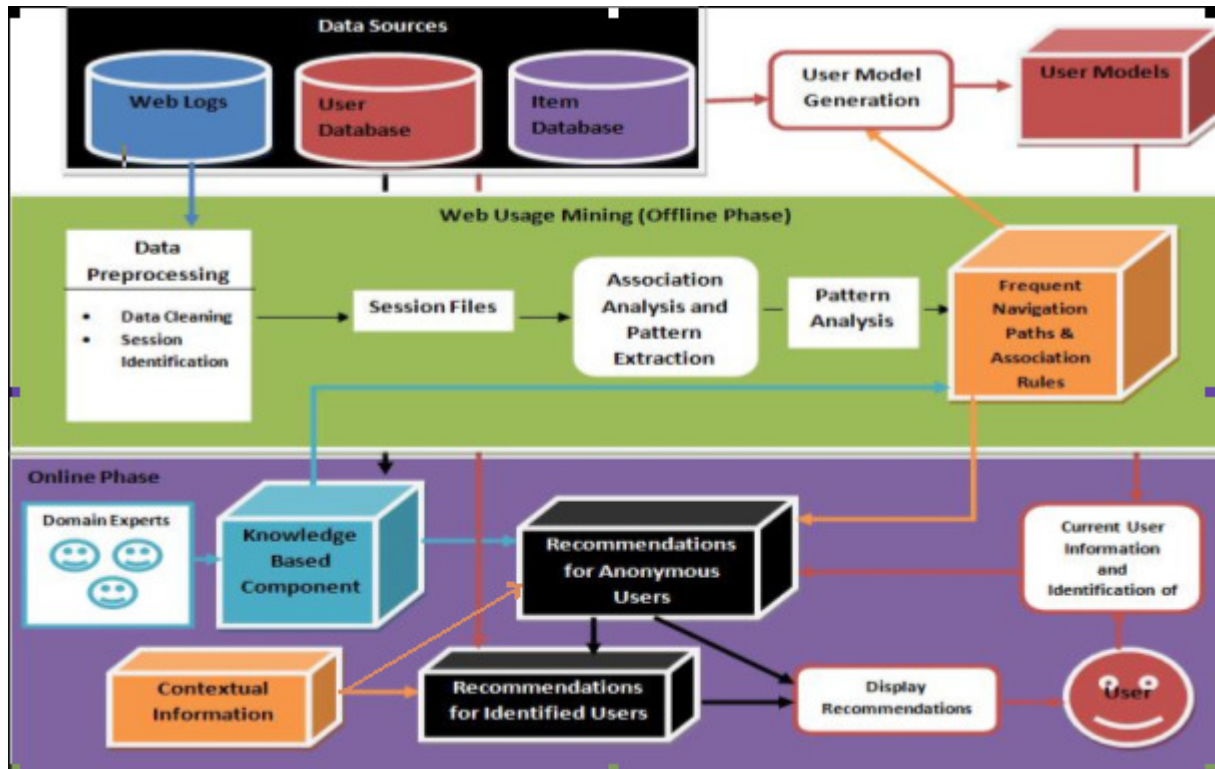 Data Sources
Web Logs
User
Database
Item
Database
User Model
Generation
User Models
Web Usage Mining (Offline Phase)
Data
Preprocessing
• Data Cleaning
• Session
Identification
Session Files
Association
Analysis and
Pattern
Extraction
Pattern
Analysis
Frequent
Navigation
Paths &
Association
Rules
Online Phase
Domain Experts
Knowledge
Based
Component
Recommendations
for Anonymous
Users
Current User
Information
and
Identification of
Contextual
Information
Recommendations
for Identified Users
Display
Recommendations
User